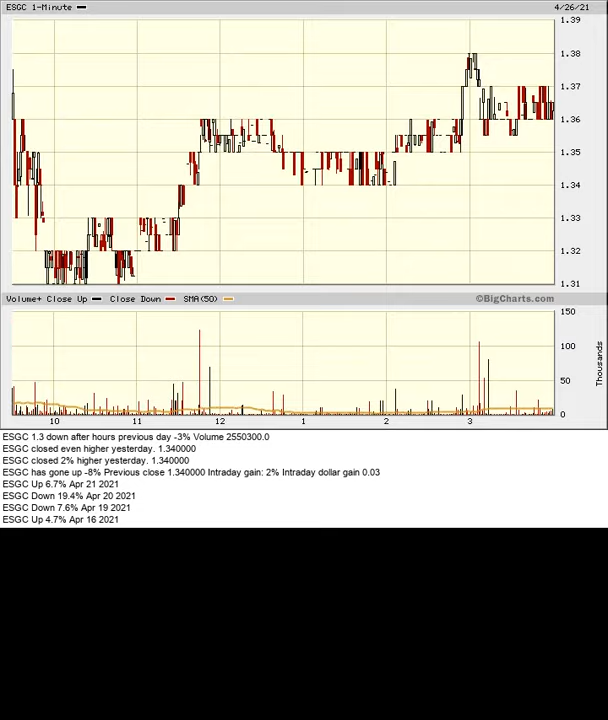 ESGC 1-Minute 4/26/21
1.39
1.38
1.37
1.36
1.35
1.34
1.33
1.32
1.31
Volume+ Close Up Close Down SMA(50) ©BigCharts.com
150
100
50
0
Thousands
10 11 12 1 2 3
ESGC 1.3 down after hours previous day -3% Volume 2550300.0
ESGC closed even higher yesterday. 1.340000
ESGC closed 2% higher yesterday. 1.340000
ESGC has gone up -8% Previous close 1.340000 Intraday gain: 2% Intraday dollar gain 0.03
ESGC Up 6.7% Apr 21 2021
ESGC Down 19.4% Apr 20 2021
ESGC Down 7.6% Apr 19 2021
ESGC Up 4.7% Apr 16 2021